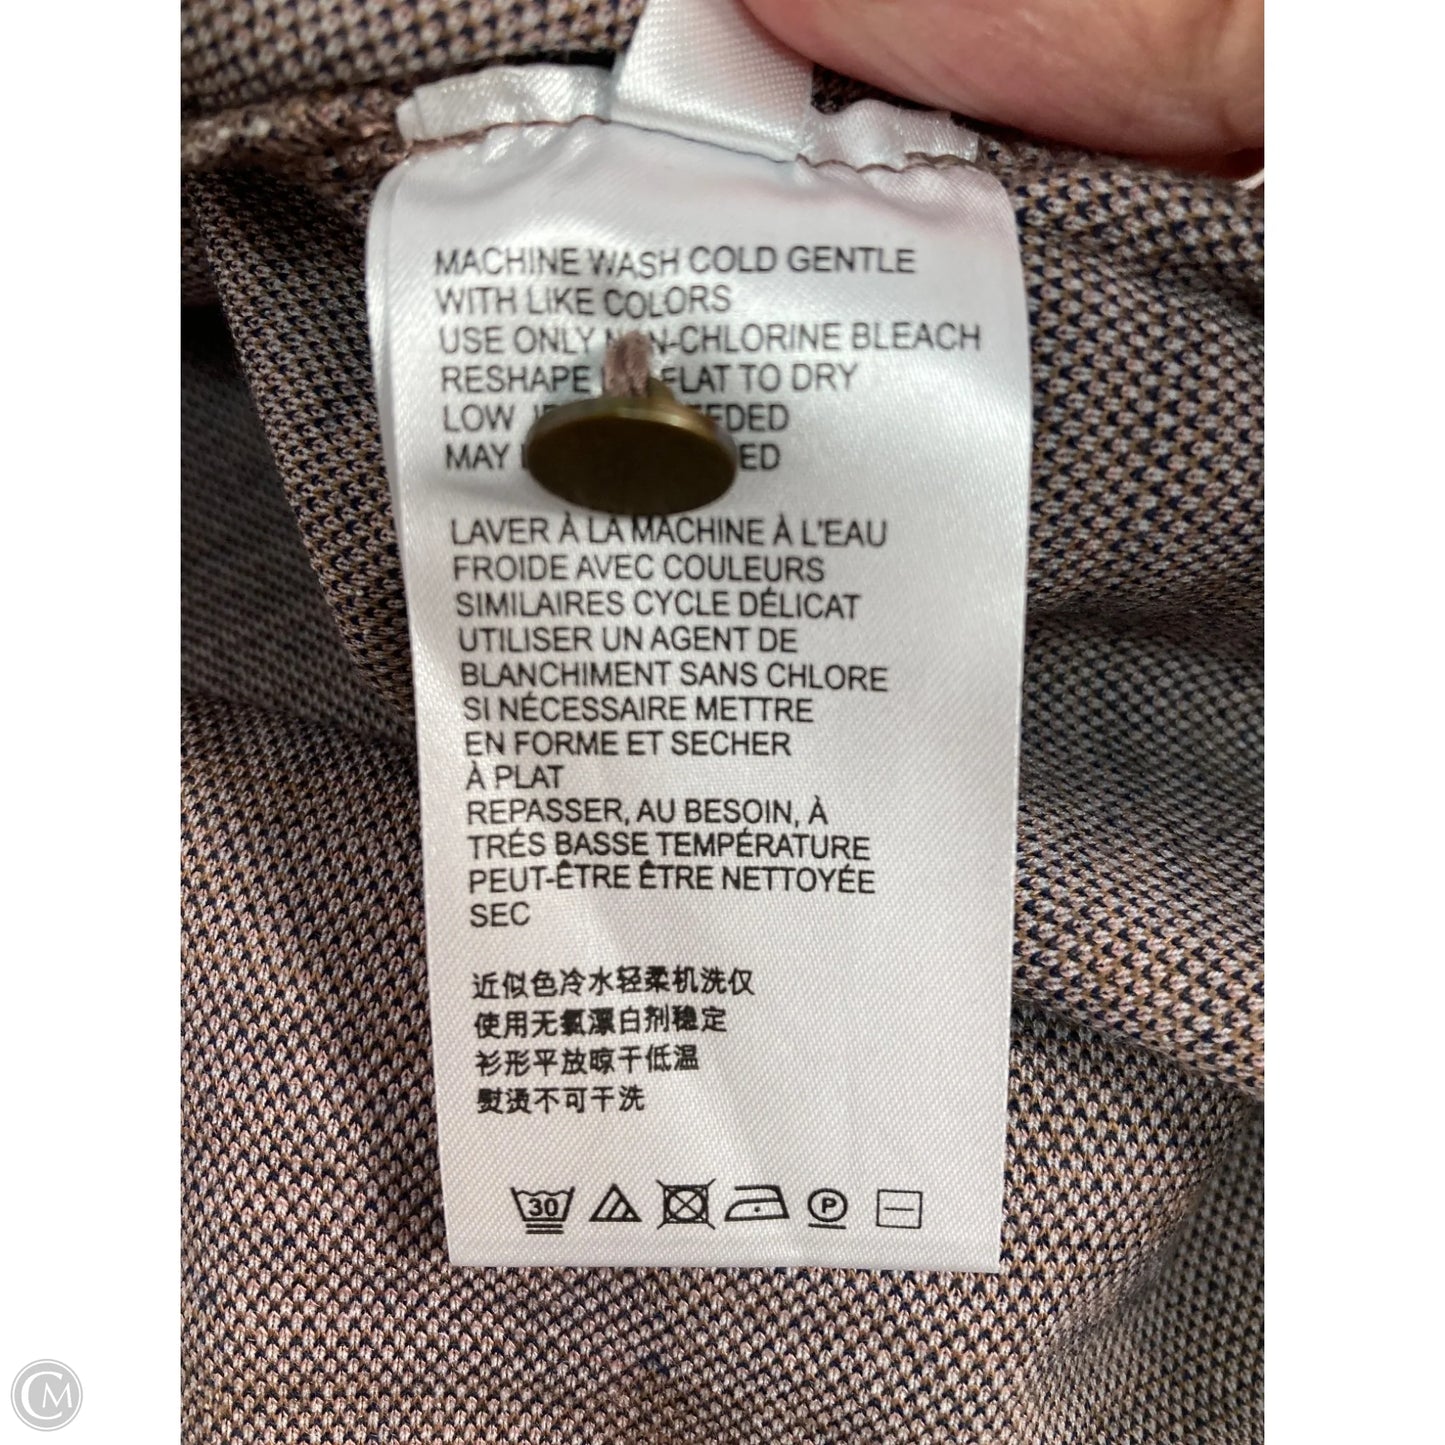 MACHINE WASH COLD GENTLE
WITH LIKE COLORS
USE ONLY NON-CHLORINE BLEACH
RESHAPE FLAT TO DRY
LOW
MAY
LAVER À LA MACHINE À L'EAU
FROIDE AVEC COULEURS
SIMILAIRES CYCLE DÉLICAT
UTILISER UN AGENT DE
BLANCHIMENT SANS CHLORE
SI NÉCESSAIRE METTRE
EN FORME ET SECHER
À PLAT
REPASSER, AU BESOIN, À
TRÉS BASSE TEMPÉRATURE
PEUT-ÊTRE ÊTRE NETTOYÉE
SEC
近似色冷水轻柔机洗仅
使用无氯漂白剂稳定
衫形平放晾干低温
熨烫不可干洗
30 P
CM